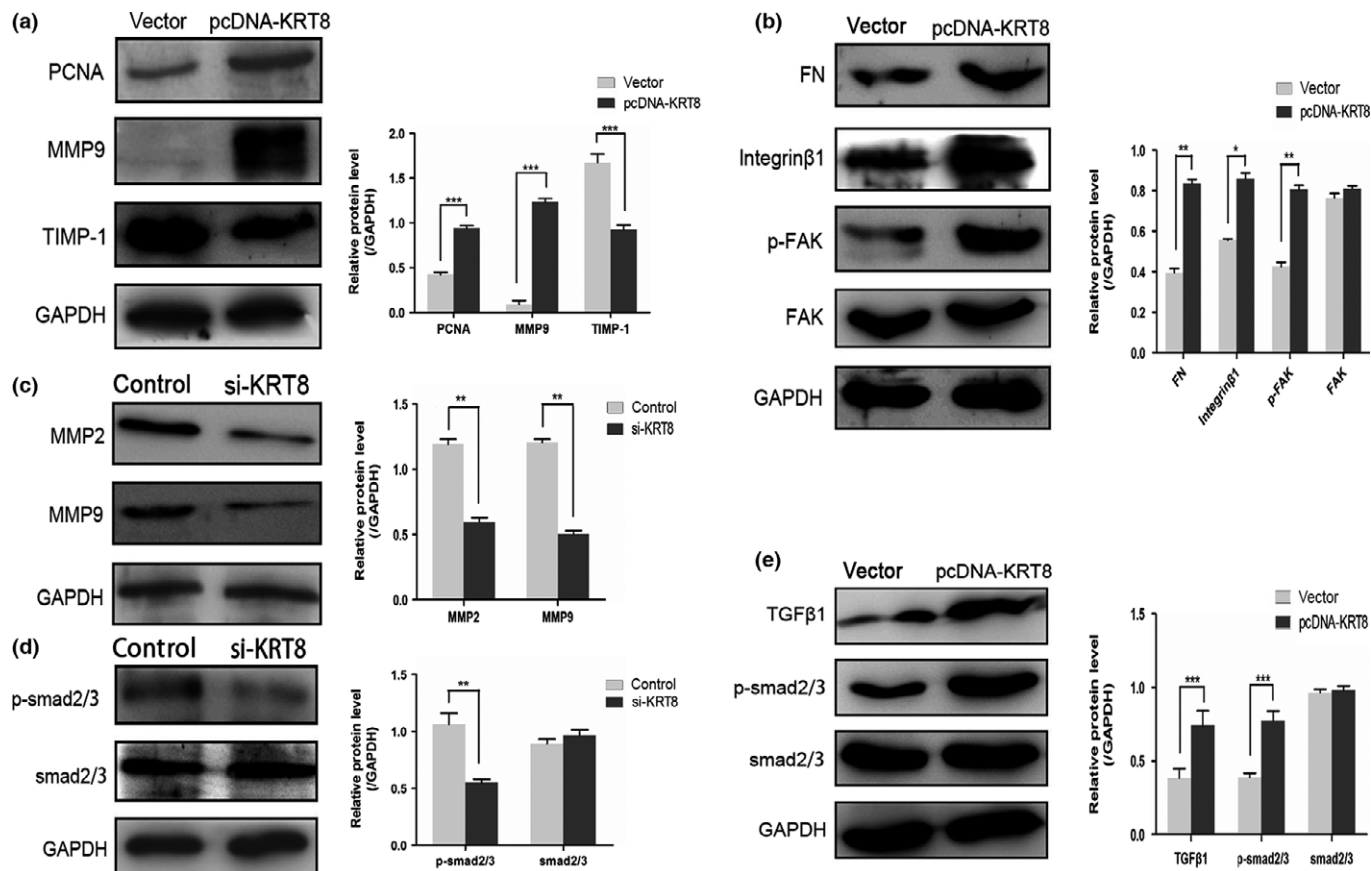 (a)
Vector pcDNA-KRT8
PCNA
MMP9
TIMP-1
GAPDH
Vector
pcDNA-KRT8
Relative protein level
(/GAPDH)
2.0
1.5
1.0
0.5
0.0
***
***
***
PCNA MMP9 TIMP-1
(b)
Vector pcDNA-KRT8
FN
Integrinβ1
p-FAK
FAK
GAPDH
Vector
pcDNA-KRT8
Relative protein level
(/GAPDH)
1.0
0.8
0.6
0.4
0.2
0.0
**
*
**
FN Integrinβ1 p-FAK FAK
(c)
Control si-KRT8
MMP2
MMP9
GAPDH
Control
si-KRT8
Relative protein level
(/GAPDH)
1.5
1.0
0.5
0.0
**
**
MMP2 MMP9
(d)
Control si-KRT8
p-smad2/3
smad2/3
GAPDH
Control
si-KRT8
Relative protein level
(/GAPDH)
1.5
1.0
0.5
0.0
**
p-smad2/3 smad2/3
(e)
Vector pcDNA-KRT8
TGFβ1
p-smad2/3
smad2/3
GAPDH
Vector
pcDNA-KRT8
Relative protein level
(/GAPDH)
1.5
1.0
0.5
0.0
***
***
TGFβ1 p-smad2/3 smad2/3